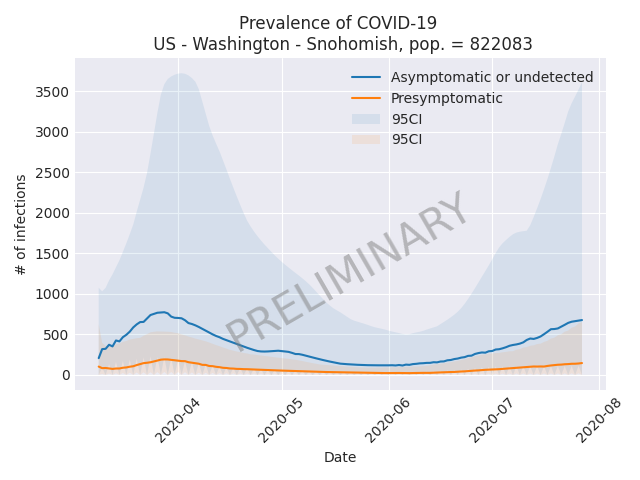 Prevalence of COVID-19
US - Washington - Snohomish, pop. = 822083
Asymptomatic or undetected
Presymptomatic
95CI
95CI
3500
3000
2500
2000
1500
1000
500
0
# of infections
PRELIMINARY
2020-04
2020-05
2020-06
2020-07
2020-08
Date